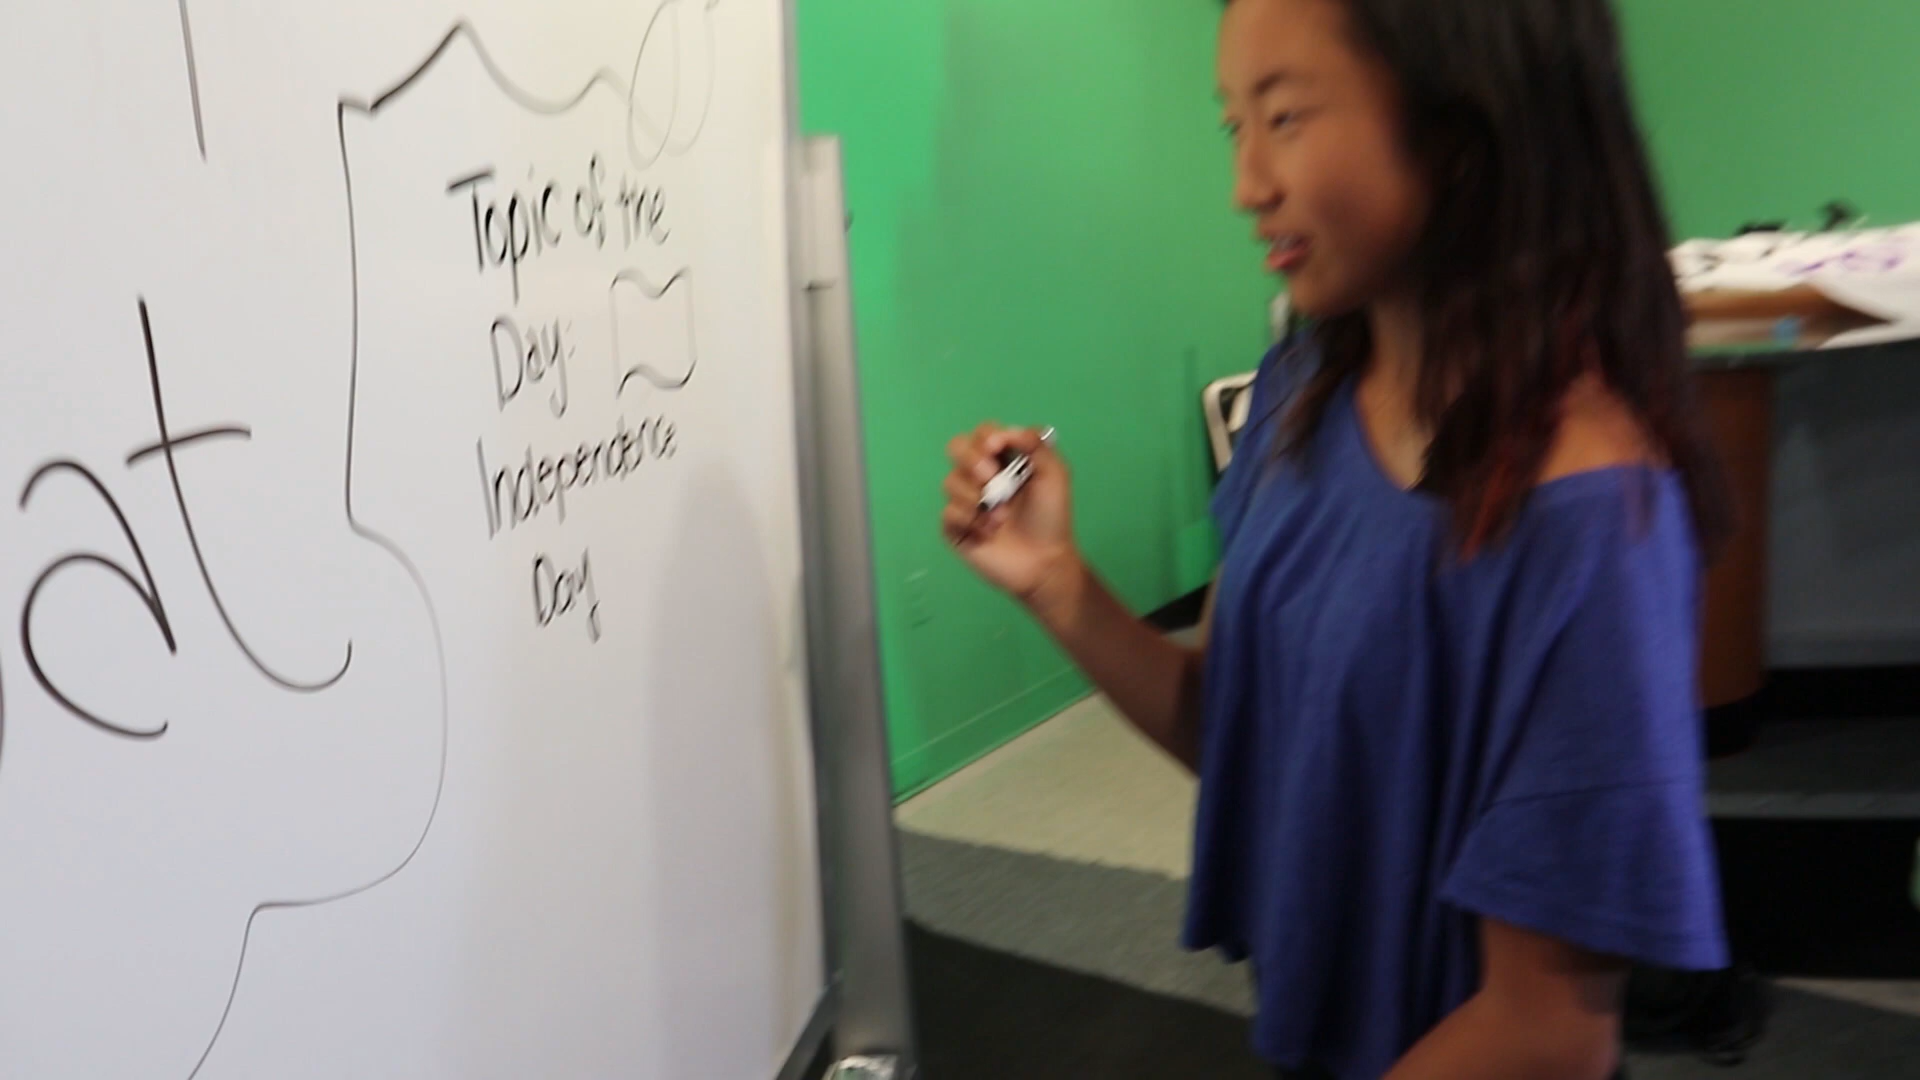 at
Topic of the
Day:
Independence
Day